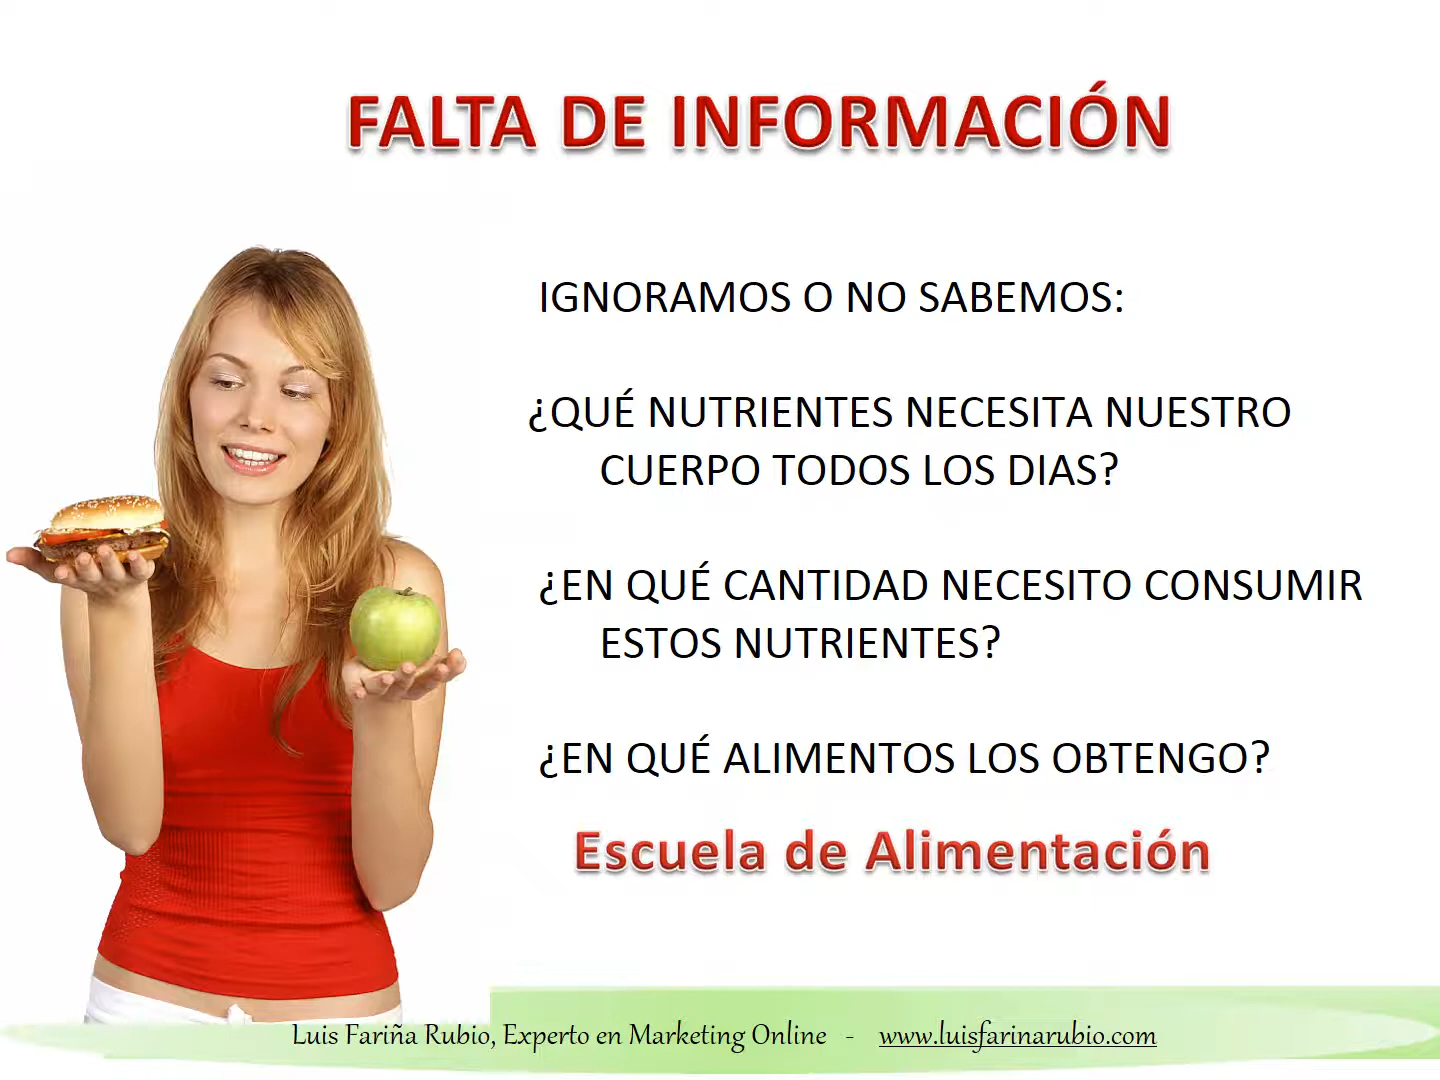 FALTA DE INFORMACIÓN
IGNORAMOS O NO SABEMOS:
¿QUÉ NUTRIENTES NECESITA NUESTRO
CUERPO TODOS LOS DIAS?
¿EN QUÉ CANTIDAD NECESITO CONSUMIR
ESTOS NUTRIENTES?
¿EN QUÉ ALIMENTOS LOS OBTENGO?
Escuela de Alimentación
Luis Fariña Rubio, Experto en Marketing Online - www.luisfarinarubio.com